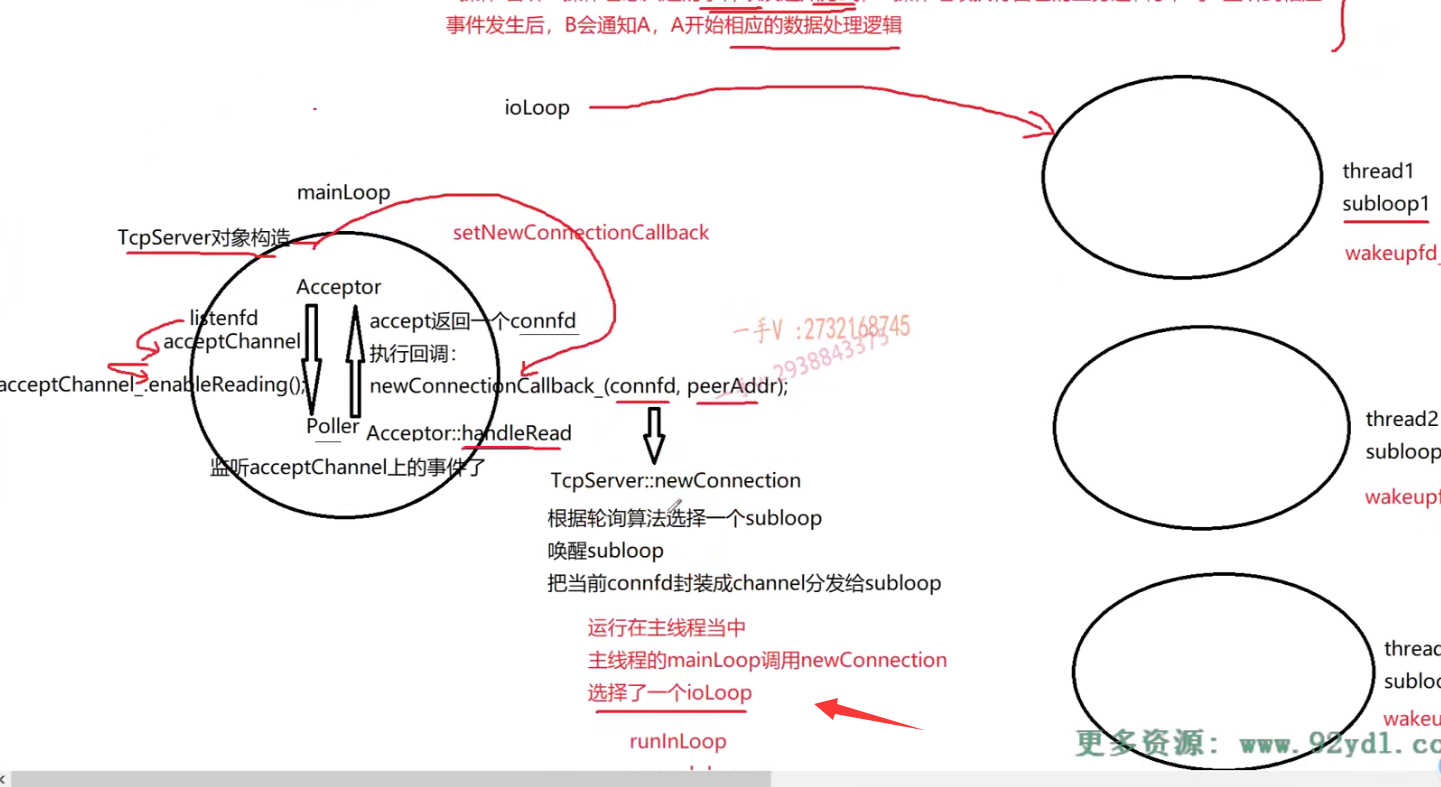 事件发生后，B会通知A，A开始相应的数据处理逻辑
ioLoop
thread1
subloop1
wakeupfd_
mainLoop
TcpServer对象构造
setNewConnectionCallback
Acceptor
listenfd
acceptChannel
accept返回一个connfd
执行回调：
acceptChannel_.enableReading();
newConnectionCallback_(connfd, peerAddr);
一手V :2732168745
2938843375
Poller
Acceptor::handleRead
监听acceptChannel上的事件了
thread2
subloop
wakeupf
TcpServer::newConnection
根据轮询算法选择一个subloop
唤醒subloop
把当前connfd封装成channel分发给subloop
运行在主线程当中
主线程的mainLoop调用newConnection
选择了一个ioLoop
thread
subloo
wakeu
runInLoop
更多资源：www.92ydl.co